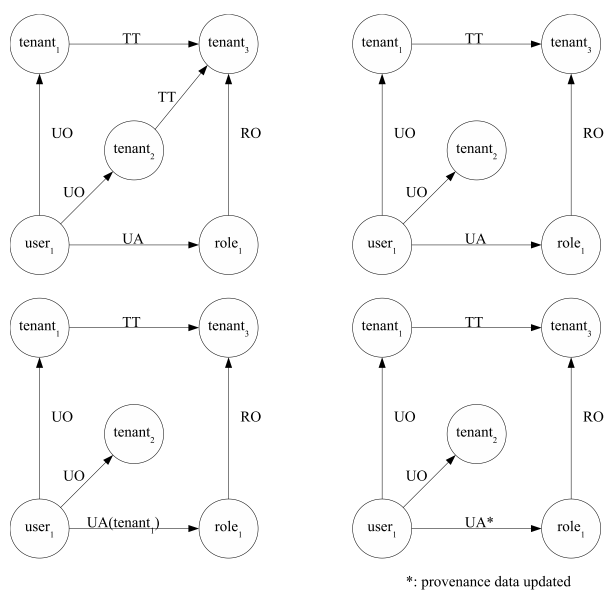 tenant₁ TT tenant₃
TT
UO RO
tenant₂
UO
user₁ UA role₁
tenant₁ TT tenant₃
UO RO
tenant₂
UO
user₁ UA role₁
tenant₁ TT tenant₃
UO RO
tenant₂
UO
user₁ UA(tenant₁) role₁
tenant₁ TT tenant₃
UO RO
tenant₂
UO
user₁ UA* role₁
*: provenance data updated